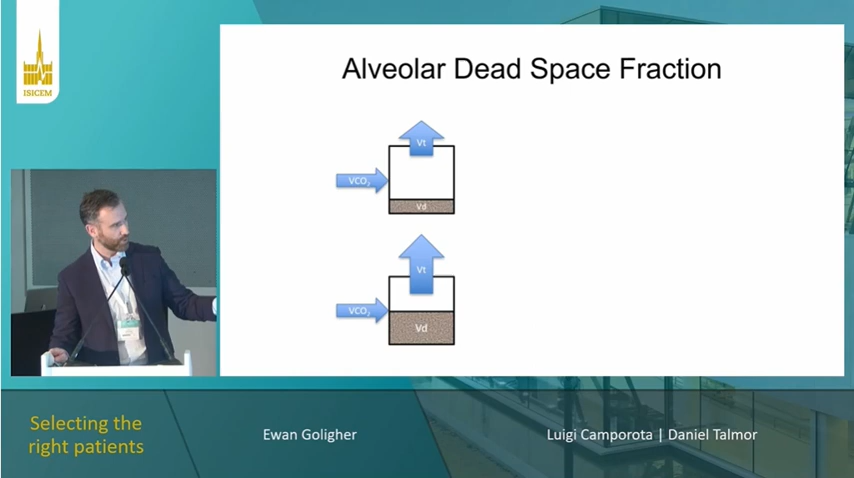 ISICEM
Alveolar Dead Space Fraction
Vt
VCO₂
Vd
Vt
VCO₂
Vd
Selecting the
right patients
Ewan Goligher
Luigi Camporota | Daniel Talmor